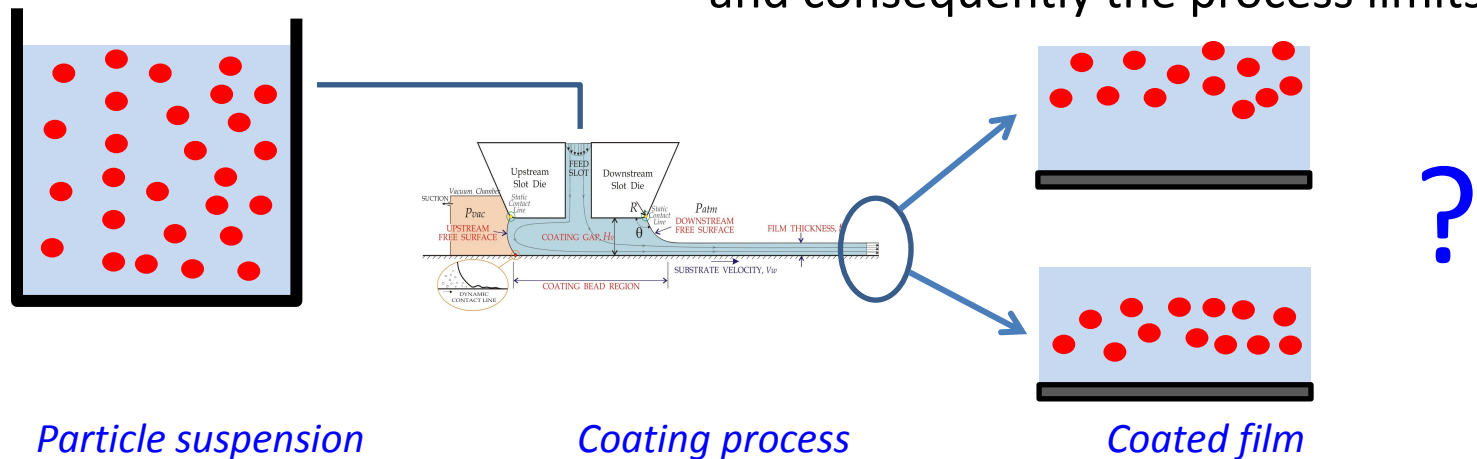 and consequently the process limits
Upstream
Slot Die
FEED
SLOT
Downstream
Slot Die
Vacuum Chamber
SUCTION
Pvac
Static
Contact
Line
UPSTREAM
FREE SURFACE
COATING GAP, H0
R
θ
Static
Contact
Line
Patm
DOWNSTREAM
FREE SURFACE
FILM THICKNESS,
SUBSTRATE VELOCITY, Vw
DYNAMIC
CONTACT LINE
COATING BEAD REGION
?
Particle suspension
Coating process
Coated film